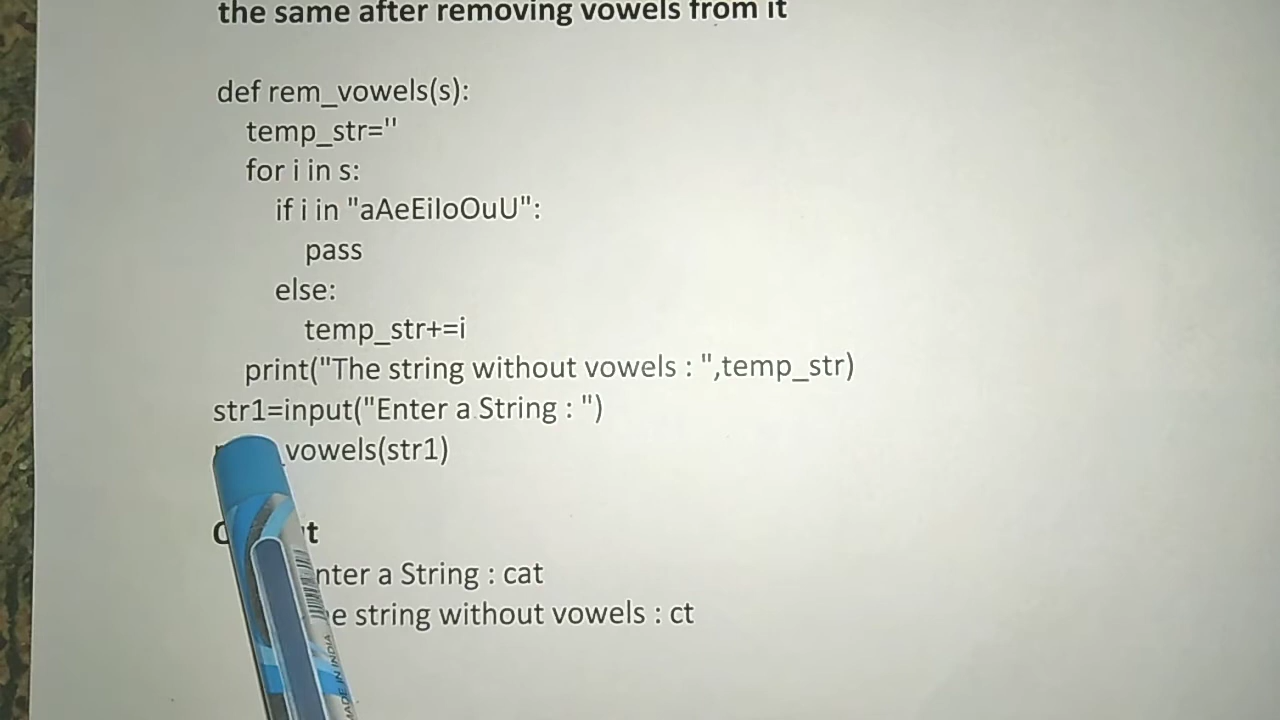 the same after removing vowels from it
def rem_vowels(s):
temp_str=''
for i in s:
if i in "aAeEiIoOuU":
pass
else:
temp_str+=i
print("The string without vowels : ",temp_str)
str1=input("Enter a String : ")
_vowels(str1)
nter a String : cat
e string without vowels : ct
MADE IN INDIA